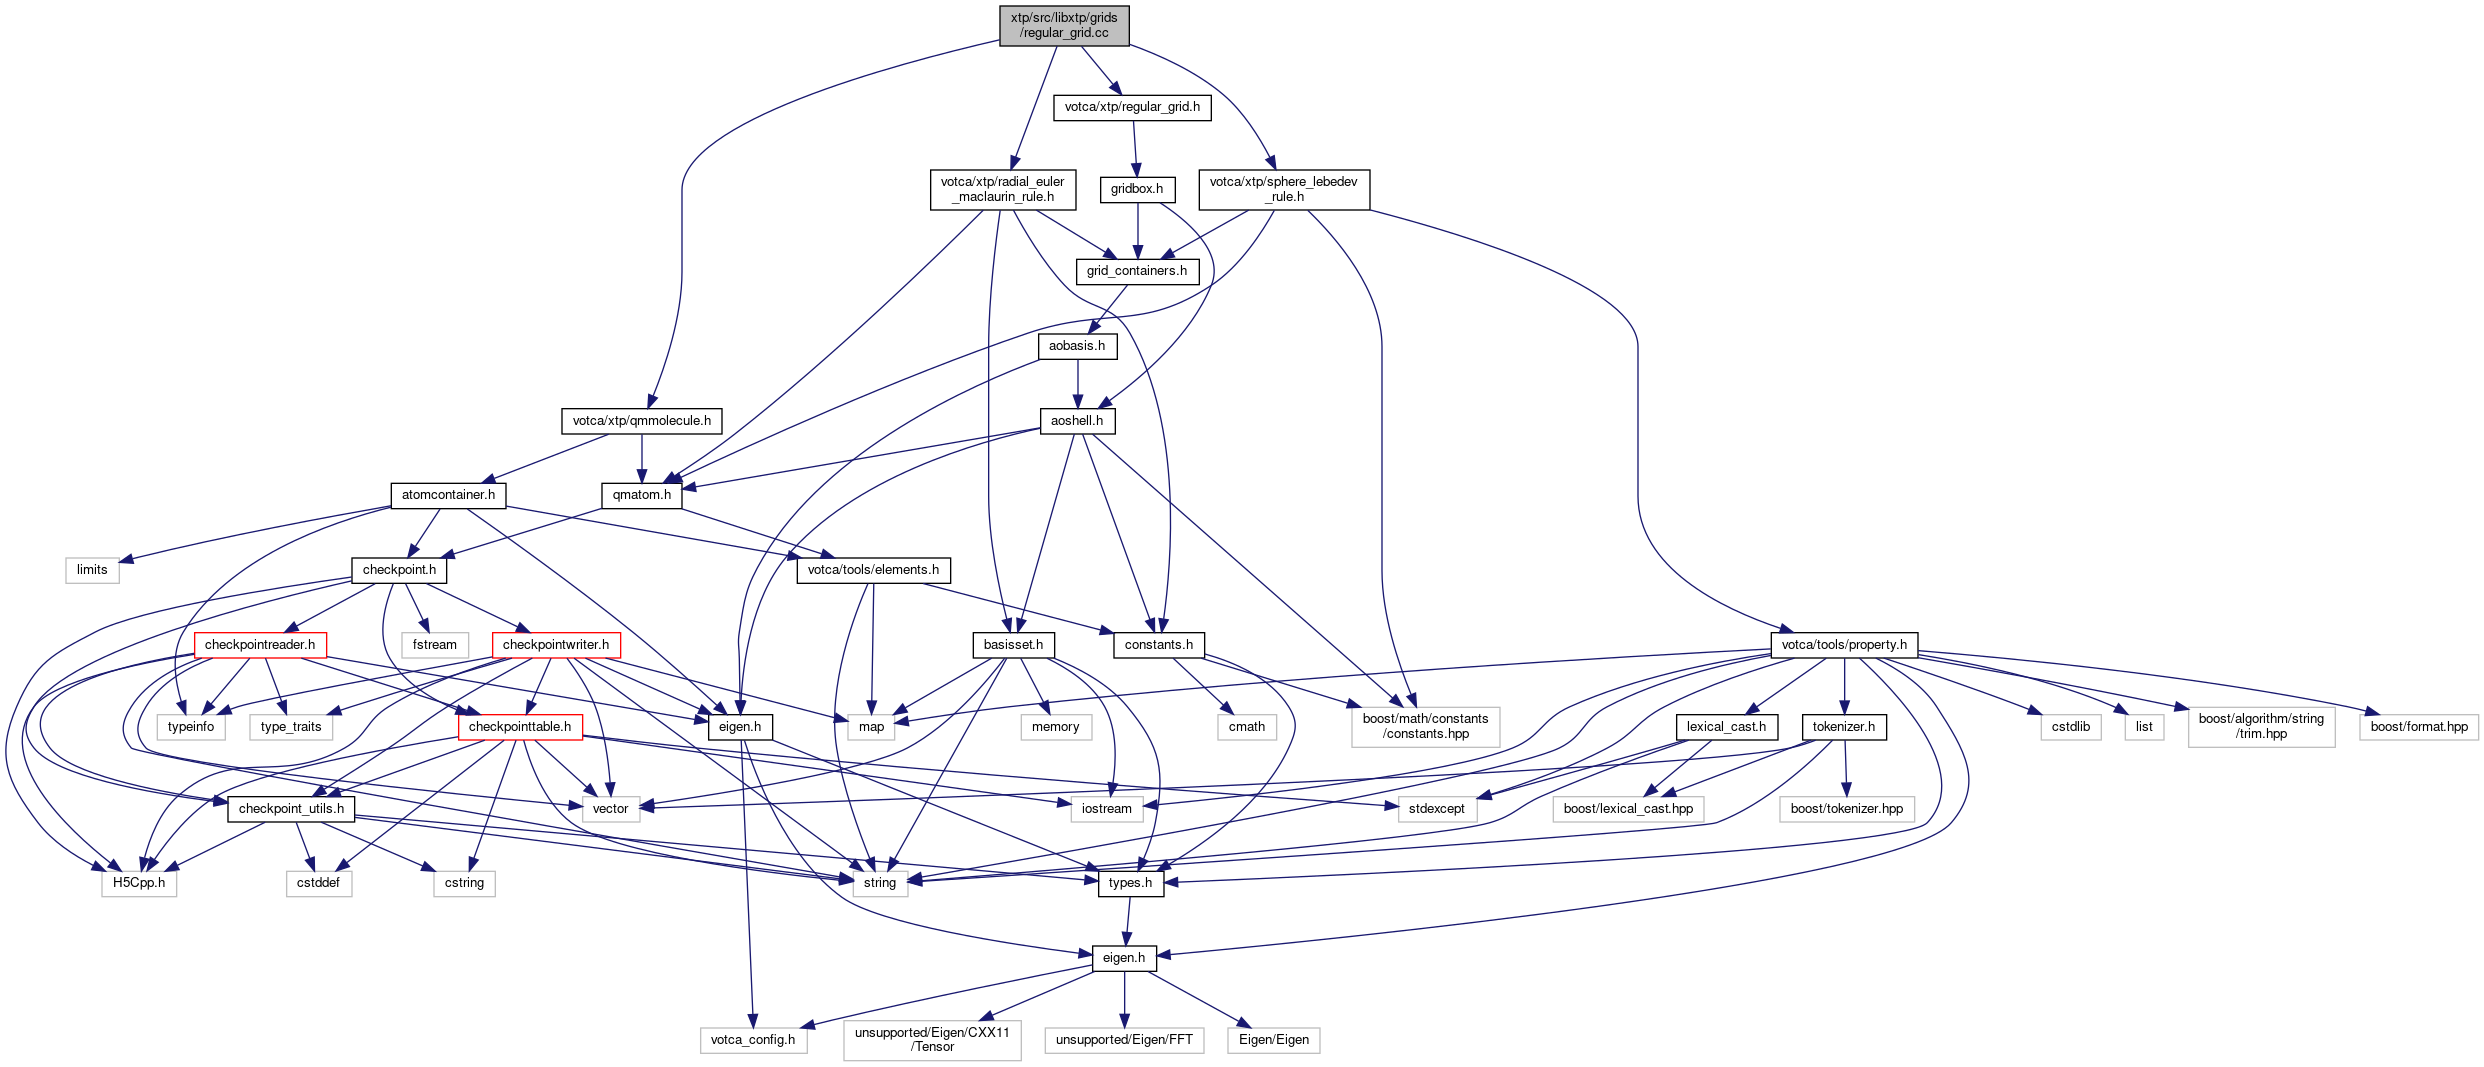 xtp/src/libxtp/grids
/regular_grid.cc
votca/xtp/regular_grid.h
votca/xtp/radial_euler
_maclaurin_rule.h
gridbox.h
votca/xtp/sphere_lebedev
_rule.h
grid_containers.h
aobasis.h
votca/xtp/qmmolecule.h
aoshell.h
atomcontainer.h
qmatom.h
limits
checkpoint.h
votca/tools/elements.h
checkpointreader.h
fstream
checkpointwriter.h
basisset.h
constants.h
votca/tools/property.h
typeinfo
type_traits
checkpointtable.h
eigen.h
map
memory
cmath
boost/math/constants
/constants.hpp
lexical_cast.h
tokenizer.h
cstdlib
list
boost/algorithm/string
/trim.hpp
boost/format.hpp
checkpoint_utils.h
vector
iostream
stdexcept
boost/lexical_cast.hpp
boost/tokenizer.hpp
H5Cpp.h
cstddef
cstring
string
types.h
eigen.h
votca_config.h
unsupported/Eigen/CXX11
/Tensor
unsupported/Eigen/FFT
Eigen/Eigen